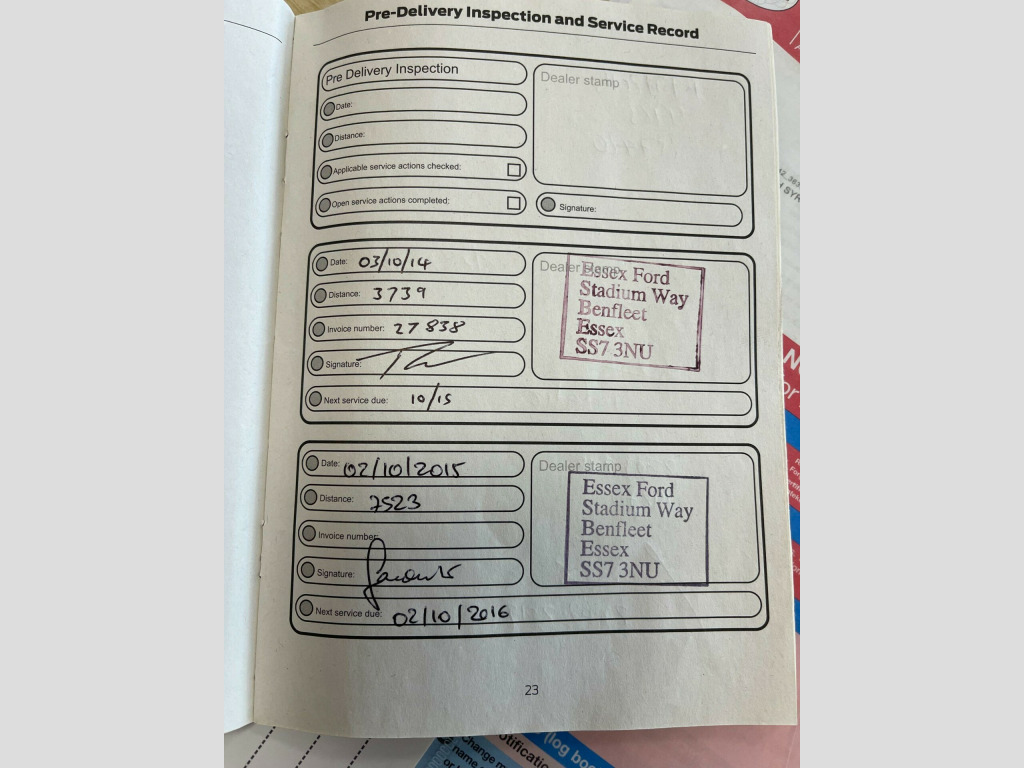 Pre-Delivery Inspection and Service Record
Pre Delivery Inspection
Date:
Distance:
Applicable service actions checked:
Open service actions completed:
Dealer stamp
Signature:
Date: 03/10/14
Distance: 3739
Invoice number: 27838
Signature:
Next service due: 10/15
Dealer stamp
Essex Ford
Stadium Way
Benfleet
Essex
SS7 3NU
Date: 02/10/2015
Distance: 7523
Invoice number:
Signature:
Next service due: 02/10/2016
Dealer stamp
Essex Ford
Stadium Way
Benfleet
Essex
SS7 3NU
23
(log boo